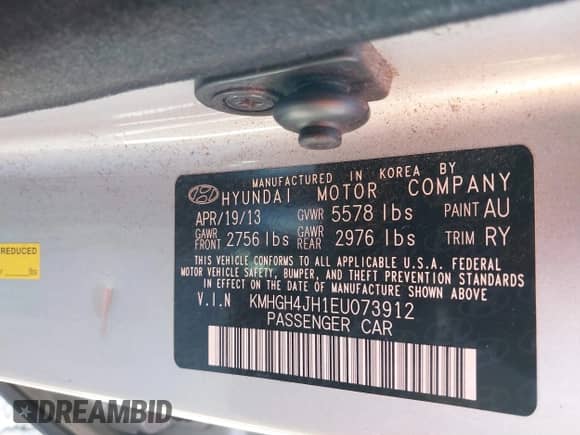 MANUFACTURED IN KOREA BY
HYUNDAI MOTOR COMPANY
APR/19/13 GVWR 5578 lbs PAINT AU
GAWR FRONT 2756 lbs GAWR REAR 2976 lbs TRIM RY
THIS VEHICLE CONFORMS TO ALL APPLICABLE U.S.A. FEDERAL
MOTOR VEHICLE SAFETY, BUMPER, AND THEFT PREVENTION STANDARDS
IN EFFECT ON THE DATE OF MANUFACTURE SHOWN ABOVE.
V.I.N KMHGH4JH1EU073912
PASSENGER CAR
REDUCED
lbs
DREAMBID